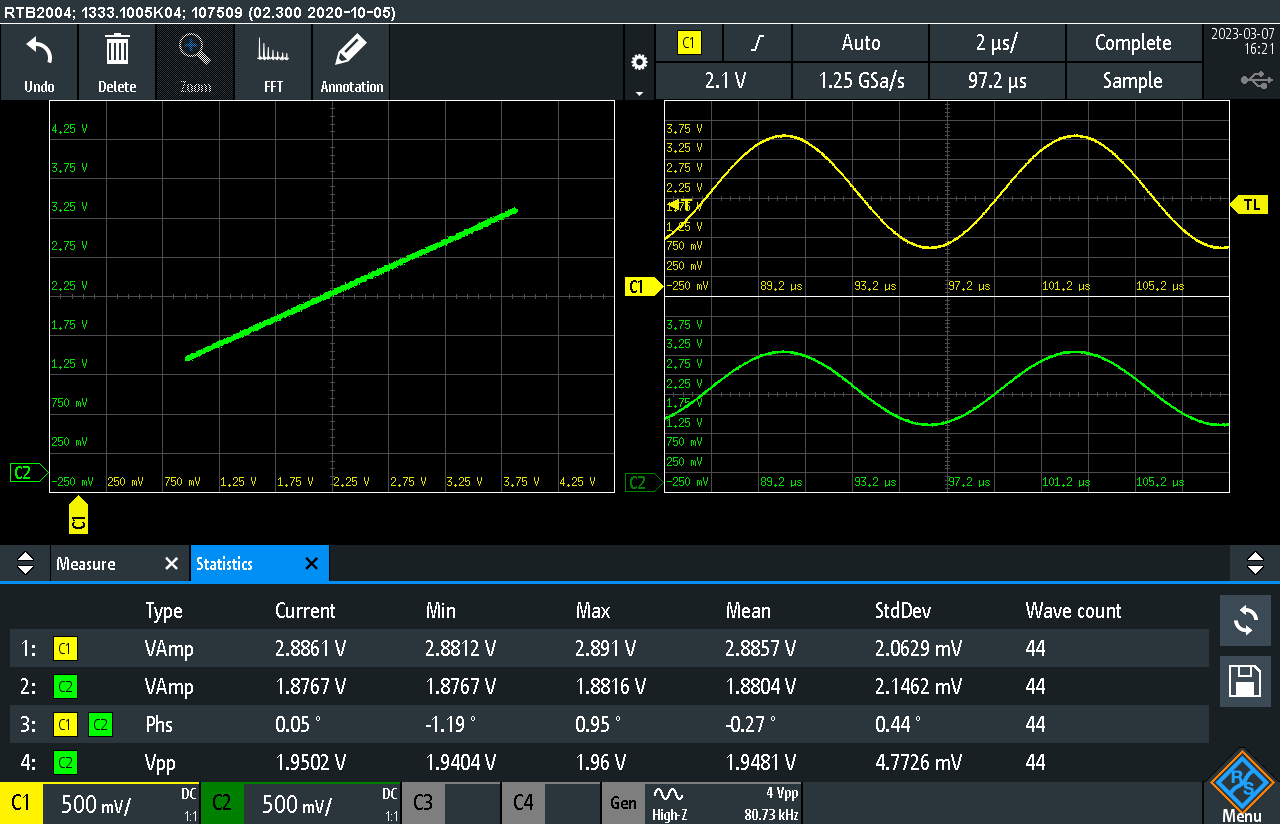 RTB2004; 1333.1005K04; 107509 (02.300 2020-10-05)
Undo Delete Zoom FFT Annotation
C1 Auto 2 µs/ Complete 2023-03-07
16:21
2.1 V 1.25 GSa/s 97.2 µs Sample
4.25 V
3.75 V
3.25 V
2.75 V
2.25 V
1.75 V
1.25 V
750 mV
250 mV
C2
-250 mV 250 mV 750 mV 1.25 V 1.75 V 2.25 V 2.75 V 3.25 V 3.75 V 4.25 V
C1
3.75 V
3.25 V
2.75 V
2.25 V
1.75 V T TL
1.25 V
750 mV
250 mV
C1 -250 mV 89.2 µs 93.2 µs 97.2 µs 101.2 µs 105.2 µs
3.75 V
3.25 V
2.75 V
2.25 V
1.75 V
1.25 V
750 mV
250 mV
C2 -250 mV 89.2 µs 93.2 µs 97.2 µs 101.2 µs 105.2 µs
Measure Statistics
Type Current Min Max Mean StdDev Wave count
1: C1 VAmp 2.8861 V 2.8812 V 2.891 V 2.8857 V 2.0629 mV 44
2: C2 VAmp 1.8767 V 1.8767 V 1.8816 V 1.8804 V 2.1462 mV 44
3: C1 C2 Phs 0.05 ° -1.19 ° 0.95 ° -0.27 ° 0.44 ° 44
4: C2 Vpp 1.9502 V 1.9404 V 1.96 V 1.9481 V 4.7726 mV 44
C1 500 mV/ DC
1:1
C2 500 mV/ DC
1:1
C3 C4 Gen High-Z 4 Vpp
80.73 kHz
R S
Menu